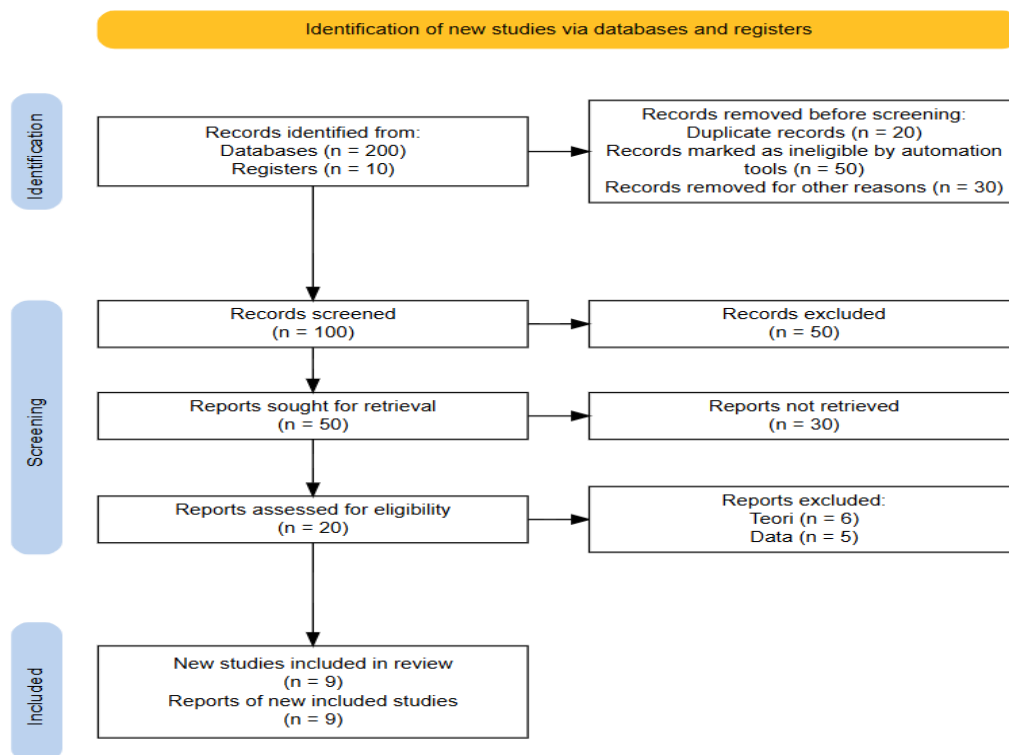 Identification of new studies via databases and registers
Identification
Records identified from:
Databases (n = 200)
Registers (n = 10)
Records removed before screening:
Duplicate records (n = 20)
Records marked as ineligible by automation
tools (n = 50)
Records removed for other reasons (n = 30)
Screening
Records screened
(n = 100)
Records excluded
(n = 50)
Reports sought for retrieval
(n = 50)
Reports not retrieved
(n = 30)
Reports assessed for eligibility
(n = 20)
Reports excluded:
Teori (n = 6)
Data (n = 5)
Included
New studies included in review
(n = 9)
Reports of new included studies
(n = 9)